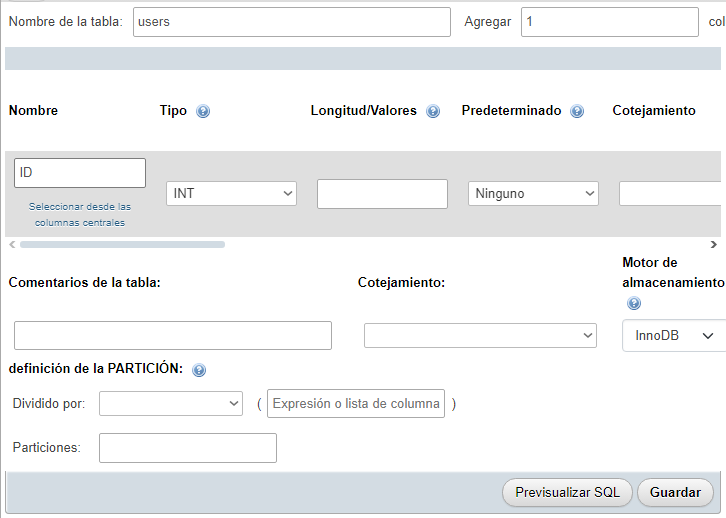 Nombre de la tabla: users Agregar 1 col
Nombre Tipo Longitud/Valores Predeterminado Cotejamiento
ID
INT Ninguno
Seleccionar desde las
columnas centrales
Motor de
Comentarios de la tabla: Cotejamiento: almacenamiento
InnoDB
definición de la PARTICIÓN:
Dividido por: ( Expresión o lista de columna )
Particiones:
Previsualizar SQL Guardar